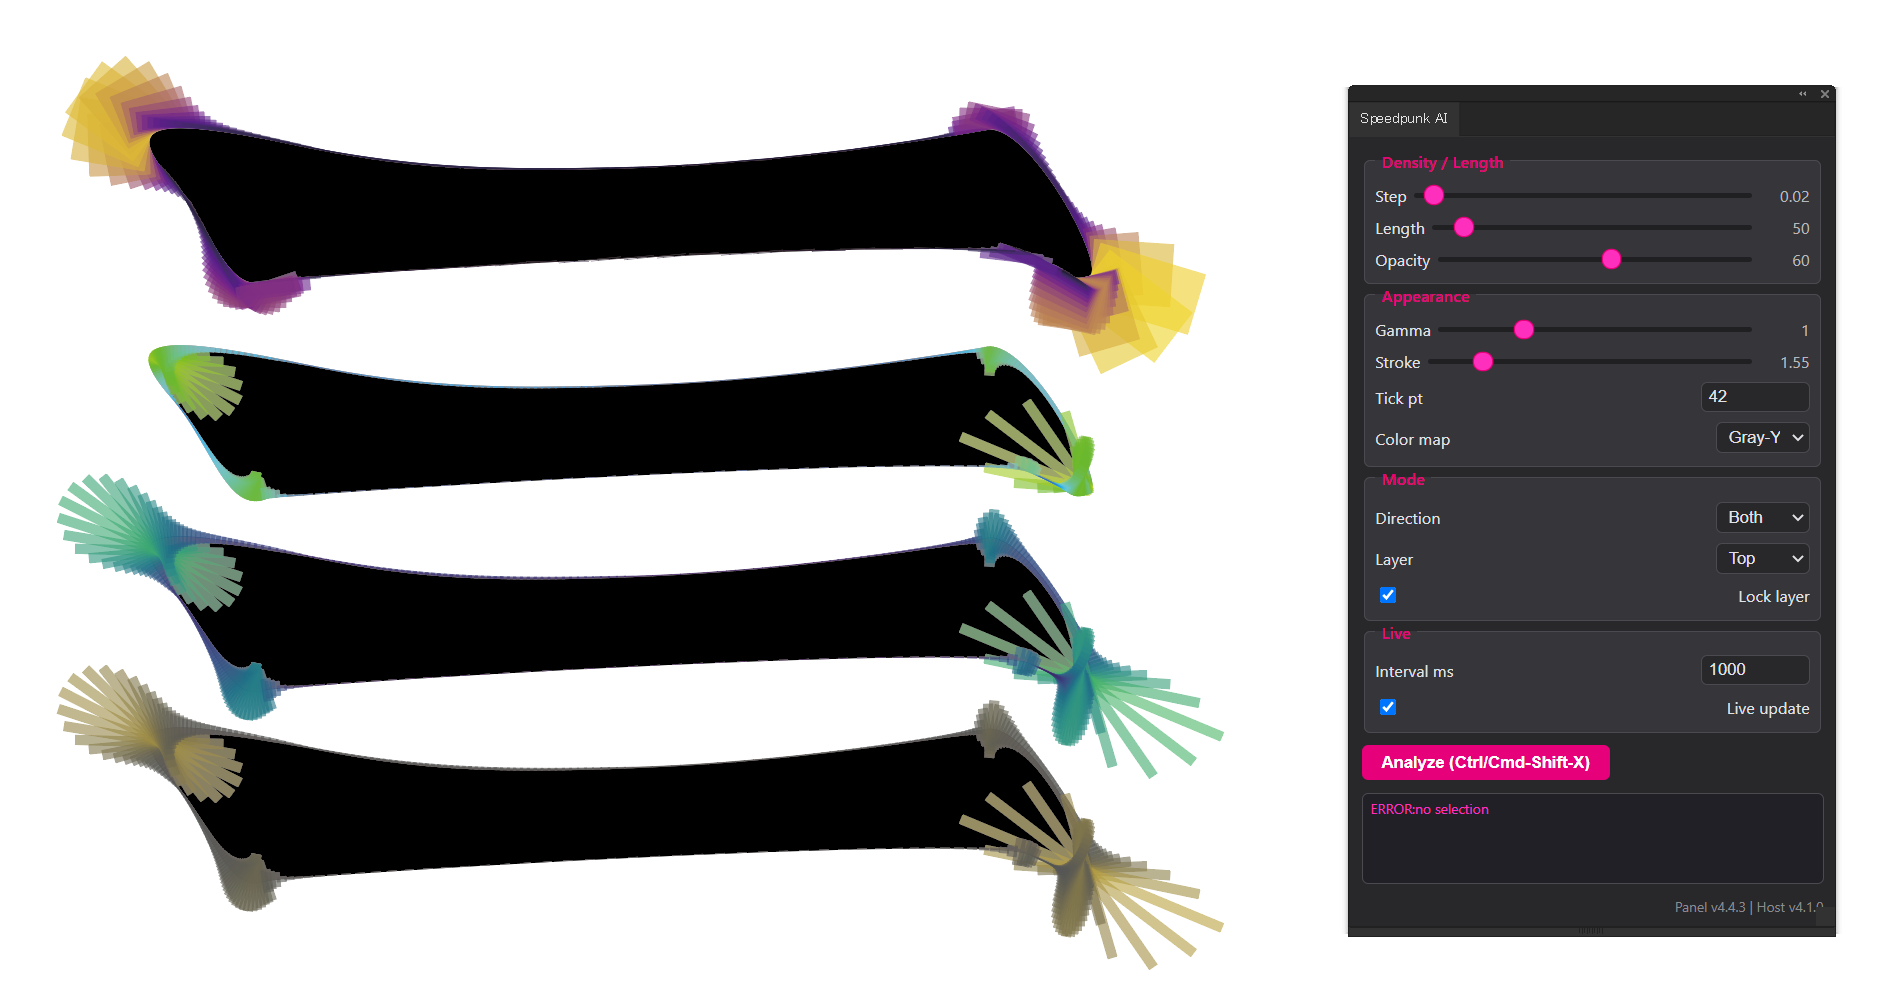 Speedpunk AI
Density / Length
Step 0.02
Length 50
Opacity 60
Appearance
Gamma 1
Stroke 1.55
Tick pt 42
Color map Gray-Y
Mode
Direction Both
Layer Top
Lock layer
Live
Interval ms 1000
Live update
Analyze (Ctrl/Cmd-Shift-X)
ERROR:no selection
Panel v4.4.3 | Host v4.1.0